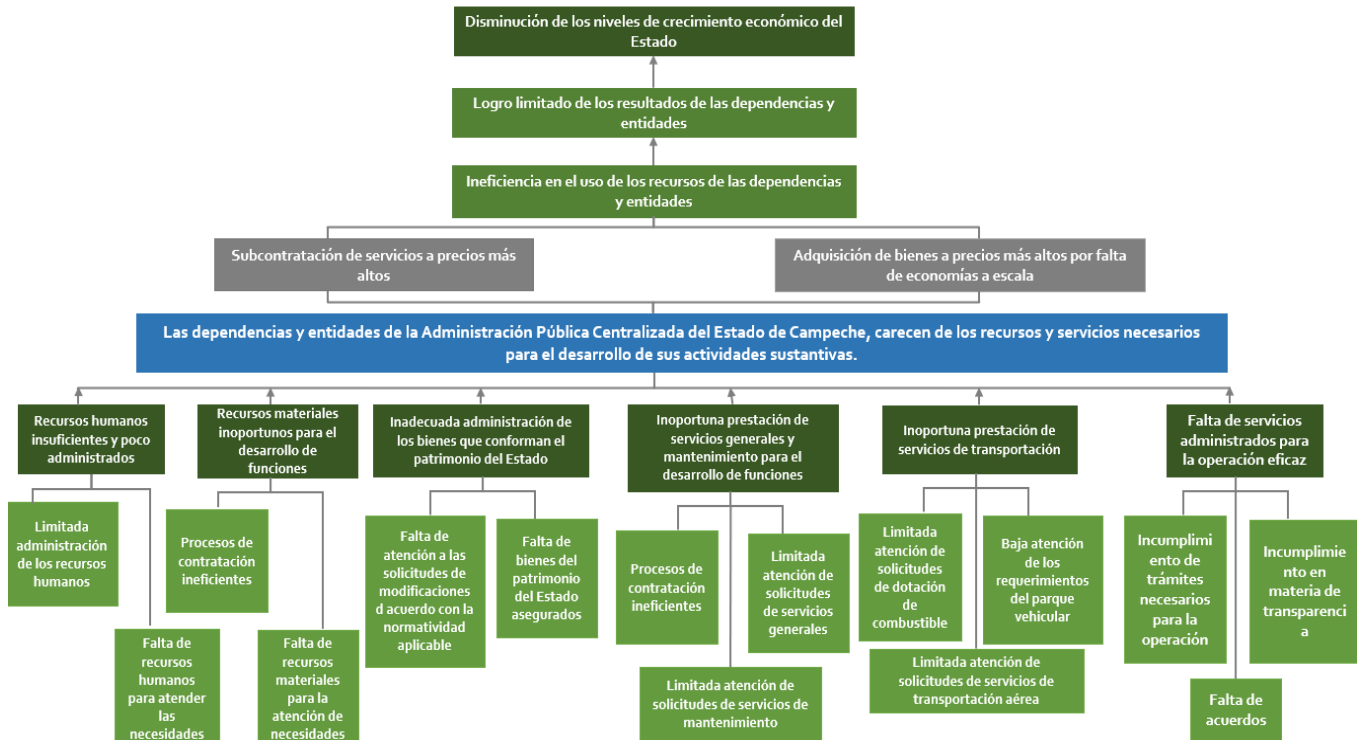 Disminución de los niveles de crecimiento económico del
Estado
Logro limitado de los resultados de las dependencias y
entidades
Ineficiencia en el uso de los recursos de las dependencias
y entidades
Subcontratación de servicios a precios más
altos
Adquisición de bienes a precios más altos por falta
de economías a escala
Las dependencias y entidades de la Administración Pública Centralizada del Estado de Campeche, carecen de los recursos y servicios necesarios
para el desarrollo de sus actividades sustantivas.
Recursos humanos
insuficientes y poco
administrados
Recursos materiales
inoportunos para el
desarrollo de
funciones
Inadecuada administración de
los bienes que conforman el
patrimonio del Estado
Inoportuna prestación de
servicios generales y
mantenimiento para el
desarrollo de funciones
Inoportuna prestación de
servicios de transportación
Falta de servicios
administrados para
la operación eficaz
Limitada
administración
de los recursos
humanos
Falta de
recursos
humanos
para atender
las
necesidades
Procesos de
contratación
ineficientes
Falta de
recursos
materiales
para la
atención de
necesidades
Falta de
atención a las
solicitudes de
modificaciones
d acuerdo con la
normatividad
aplicable
Falta de
bienes del
patrimonio
del Estado
asegurados
Procesos de
contratación
ineficientes
Limitada
atención de
solicitudes
de servicios
generales
Limitada atención de
solicitudes de servicios de
mantenimiento
Limitada
atención de
solicitudes
de dotación
de
combustible
Baja atención
de los
requerimientos
del parque
vehicular
Limitada atención de
solicitudes de servicios de
transportación aérea
Incumplimi
ento de
trámites
necesarios
para la
operación
Incumplimie
nto en
materia de
transparenci
a
Falta de
acuerdos